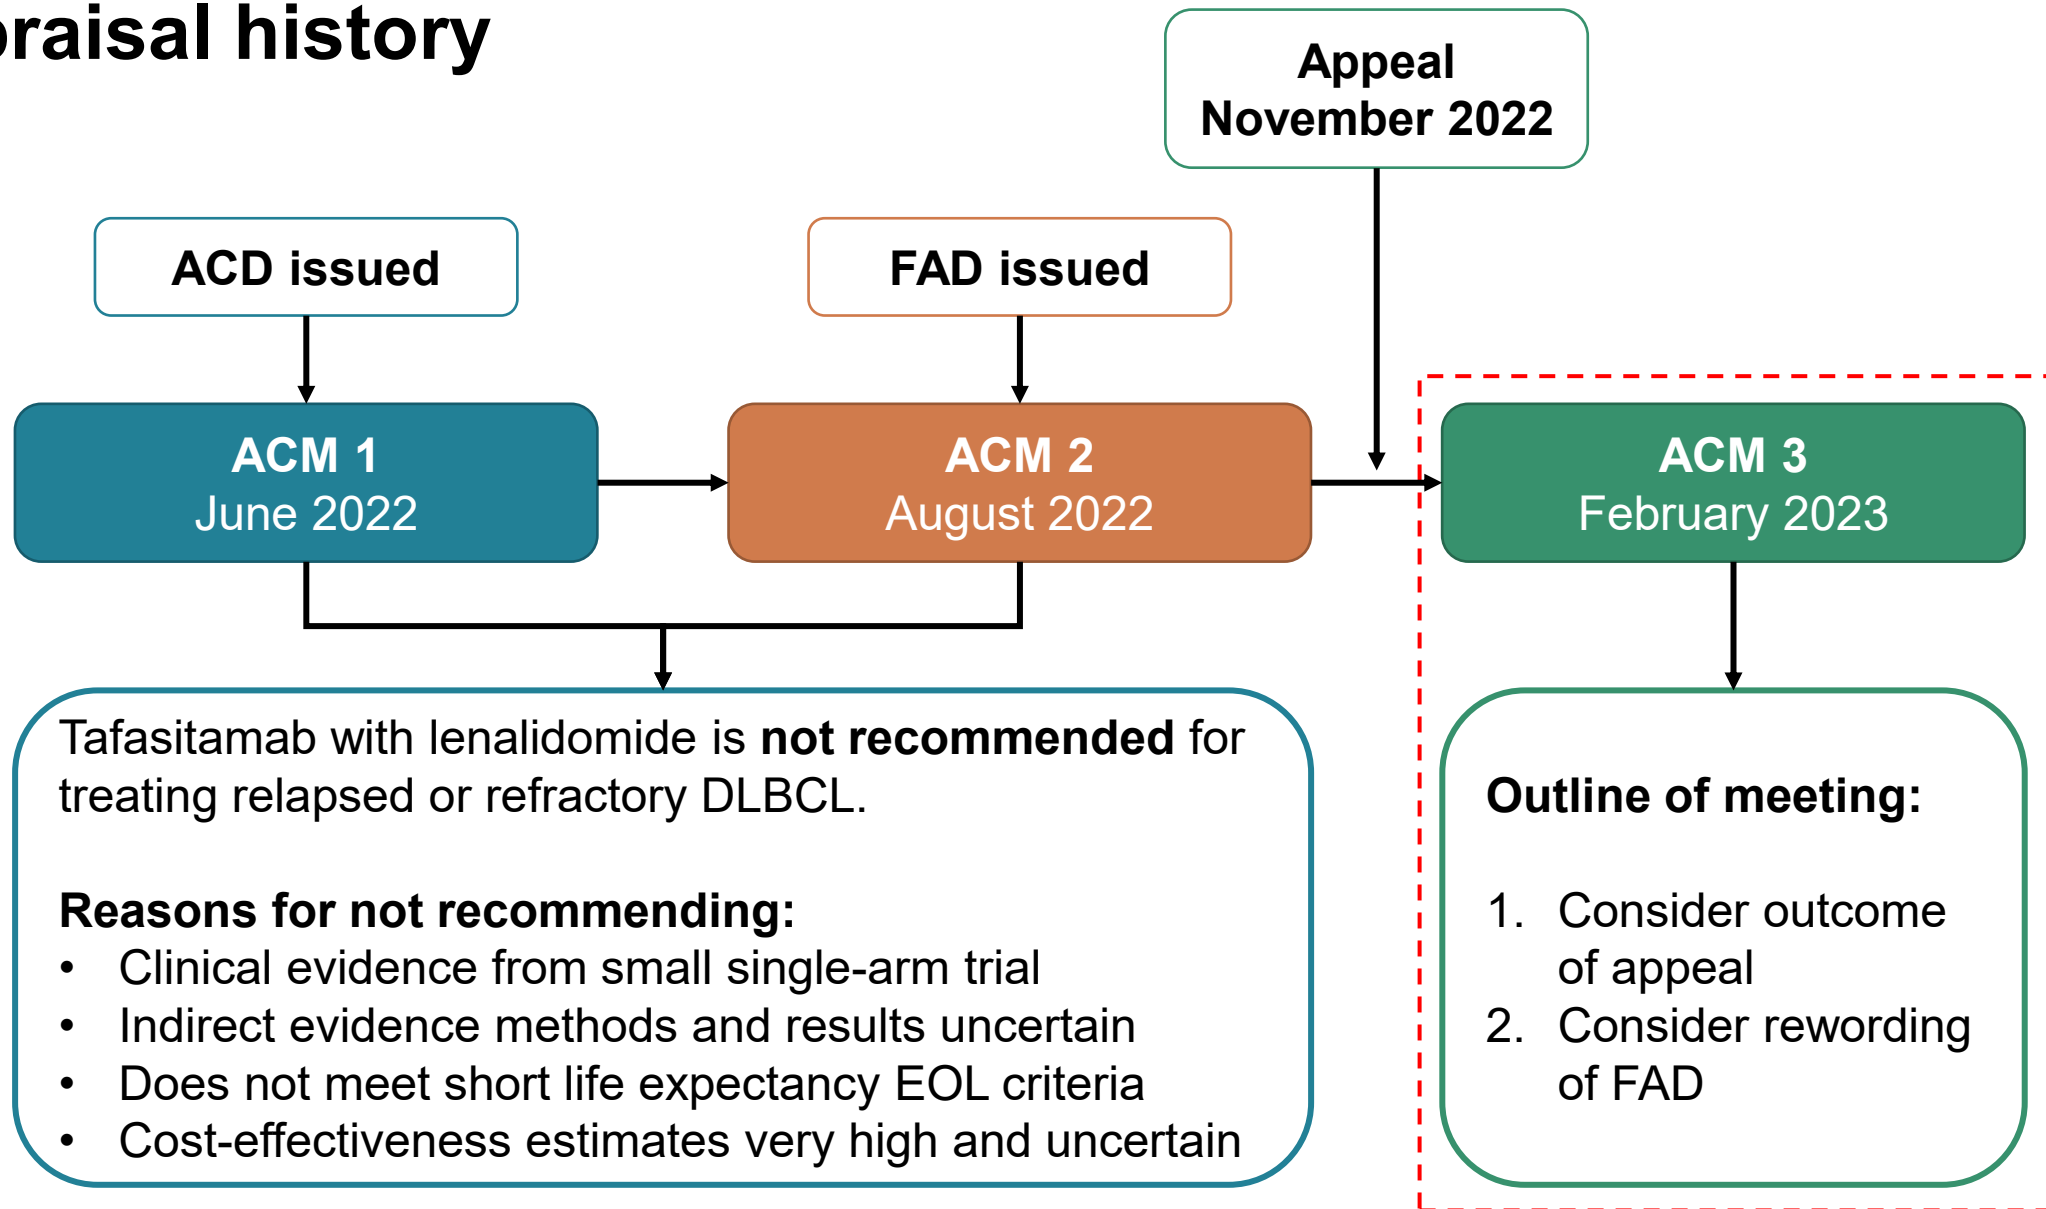 praisal history
Appeal
November 2022
ACD issued
FAD issued
ACM 1
June 2022
ACM 2
August 2022
ACM 3
February 2023
Tafasitamab with lenalidomide is not recommended for
treating relapsed or refractory DLBCL.
Reasons for not recommending:
• Clinical evidence from small single-arm trial
• Indirect evidence methods and results uncertain
• Does not meet short life expectancy EOL criteria
• Cost-effectiveness estimates very high and uncertain
Outline of meeting:
1. Consider outcome
of appeal
2. Consider rewording
of FAD